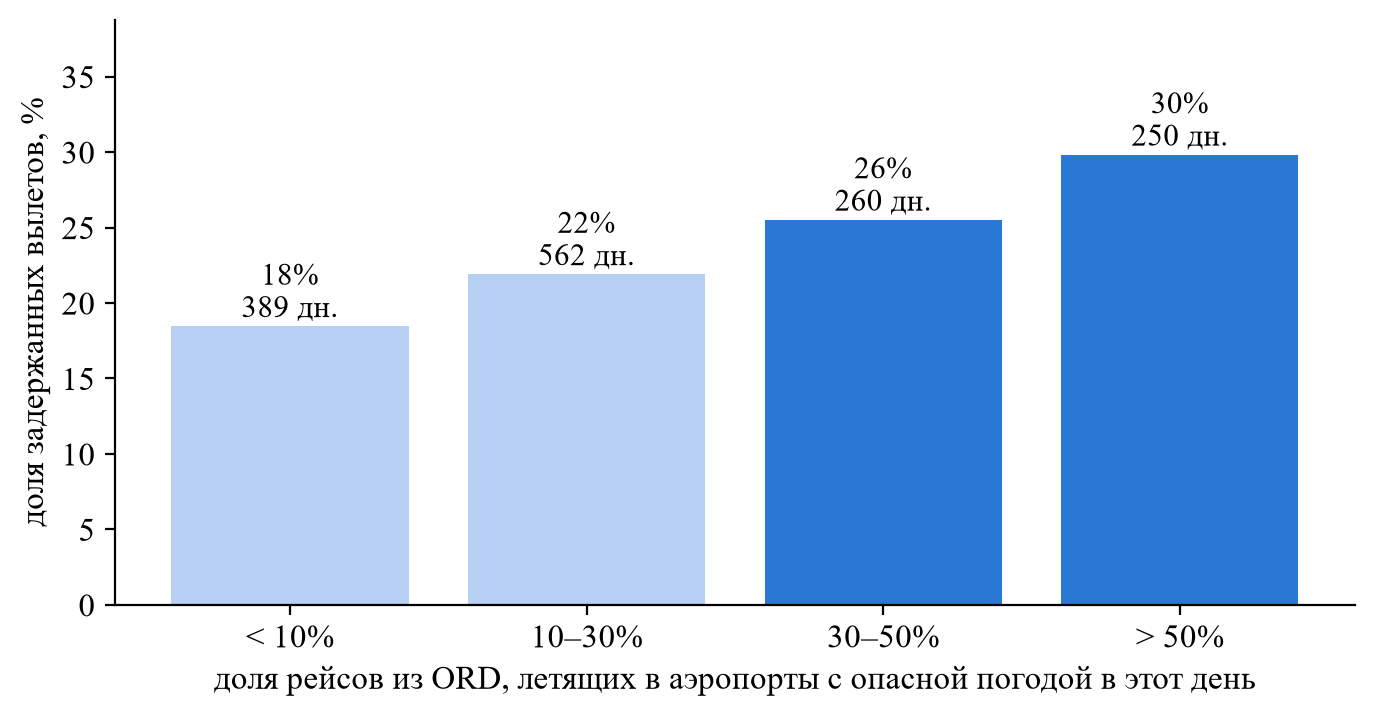 доля задержанных вылетов, %
35
30
25
20
15
10
5
0
18%
389 дн.
22%
562 дн.
26%
260 дн.
30%
250 дн.
< 10%
10–30%
30–50%
> 50%
доля рейсов из ORD, летящих в аэропорты с опасной погодой в этот день